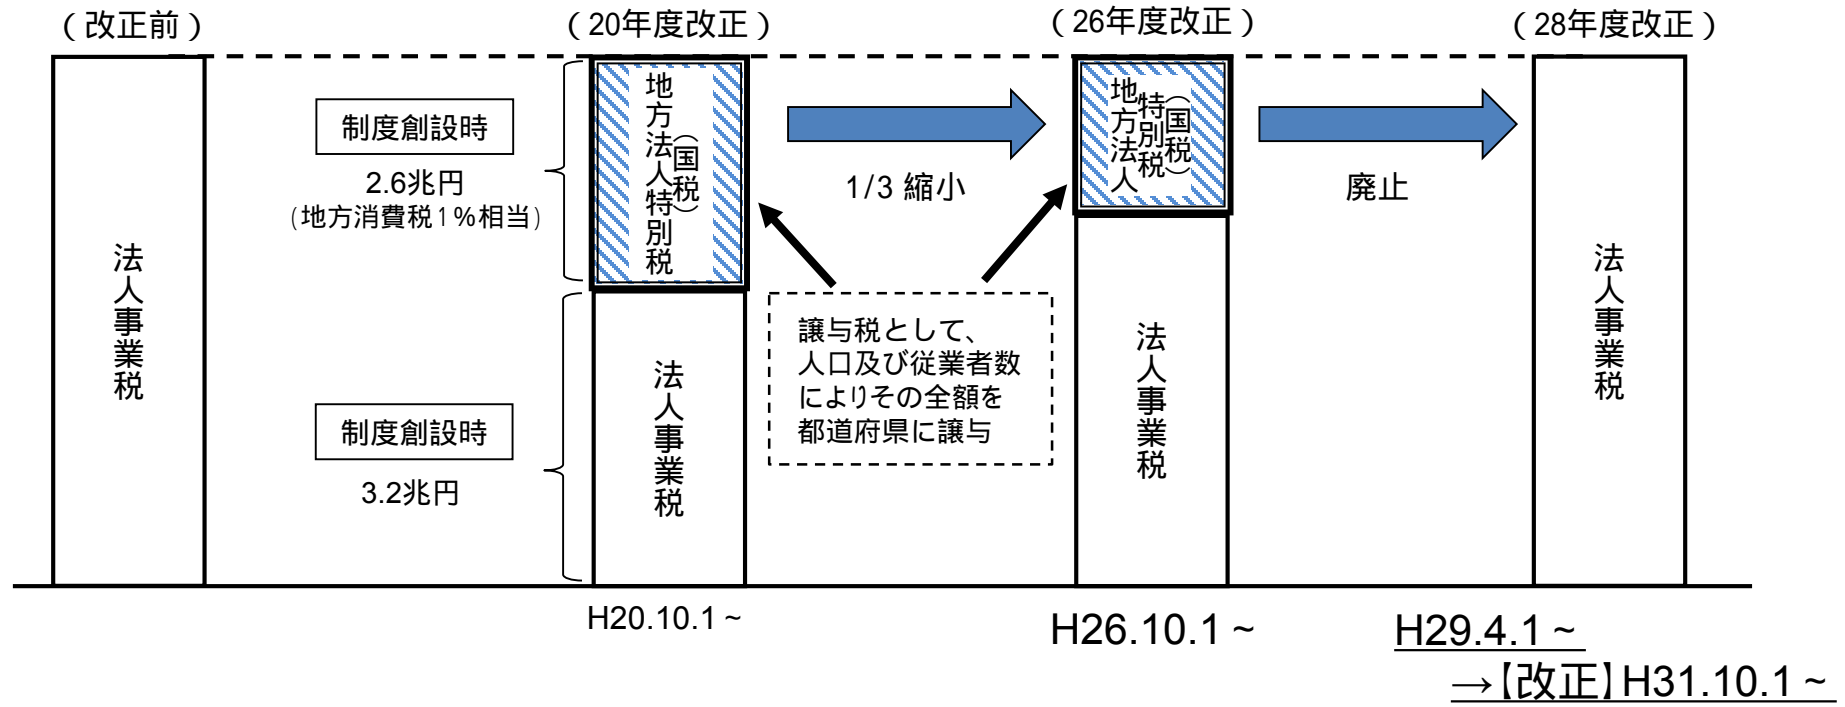 （改正前）
（20年度改正）
（26年度改正）
（28年度改正）
法人事業税
制度創設時
2.6兆円
（地方消費税1％相当）
制度創設時
3.2兆円
地方法人特別税
（国税）
法人事業税
1/3 縮小
譲与税として、
人口及び従業者数
によりその全額を
都道府県に譲与
地方法人
特別税
（国税）
法人事業税
廃止
法人事業税
H20.10.1～
H26.10.1～
H29.4.1～
→【改正】H31.10.1～